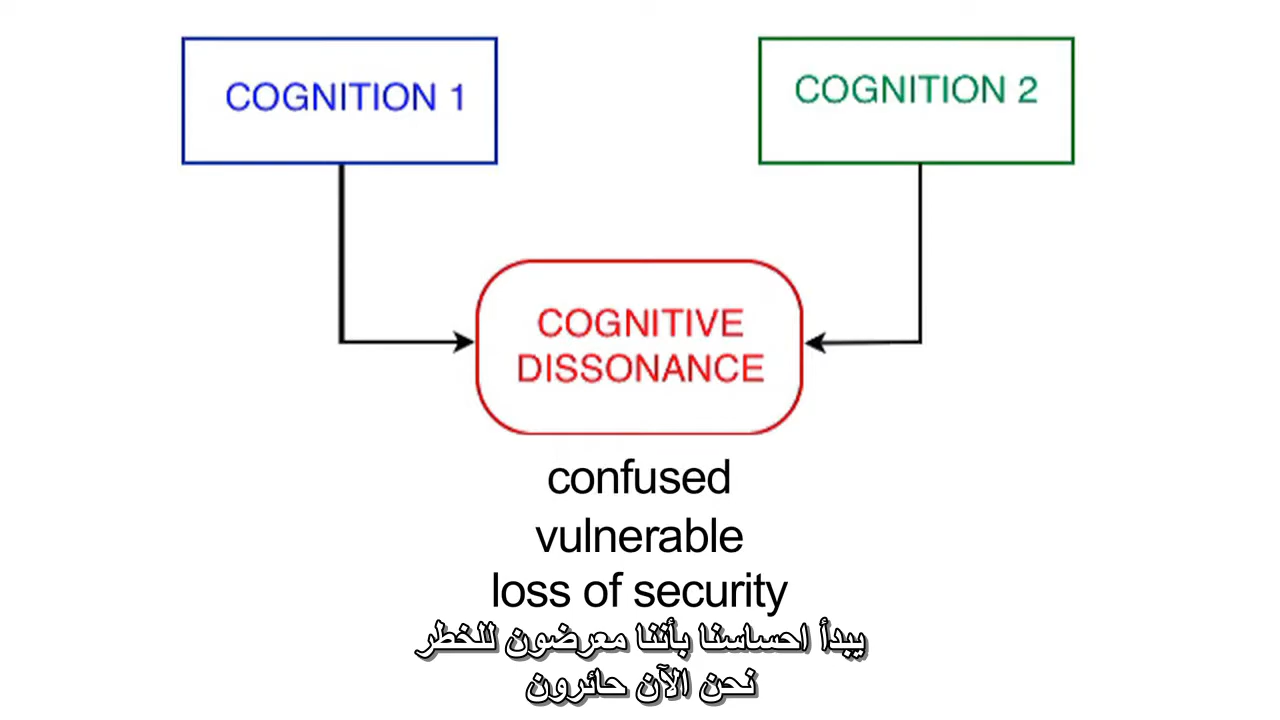 COGNITION 1
COGNITION 2
COGNITIVE
DISSONANCE
confused
vulnerable
loss of security
يبدأ احساسنا بأننا معرضون للخطر
نحن الآن حائرون